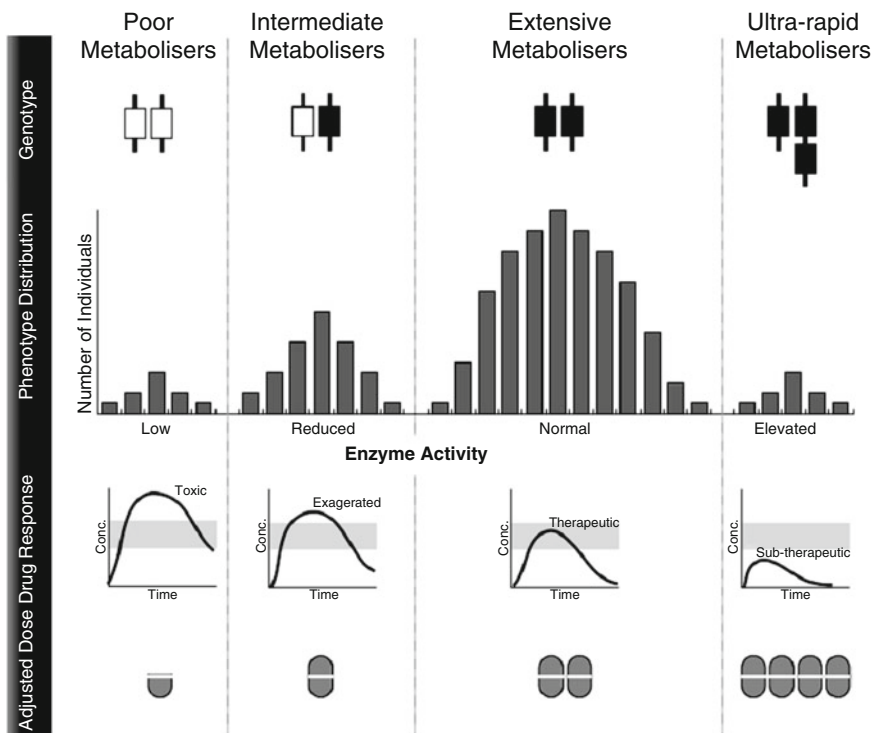 Poor
Metabolisers
Intermediate
Metabolisers
Extensive
Metabolisers
Ultra-rapid
Metabolisers
Genotype
Phenotype Distribution
Number of Individuals
Low
Reduced
Normal
Elevated
Enzyme Activity
Adjusted Dose Drug Response
Conc.
Toxic
Time
Conc.
Exagerated
Time
Conc.
Therapeutic
Time
Conc.
Sub-therapeutic
Time